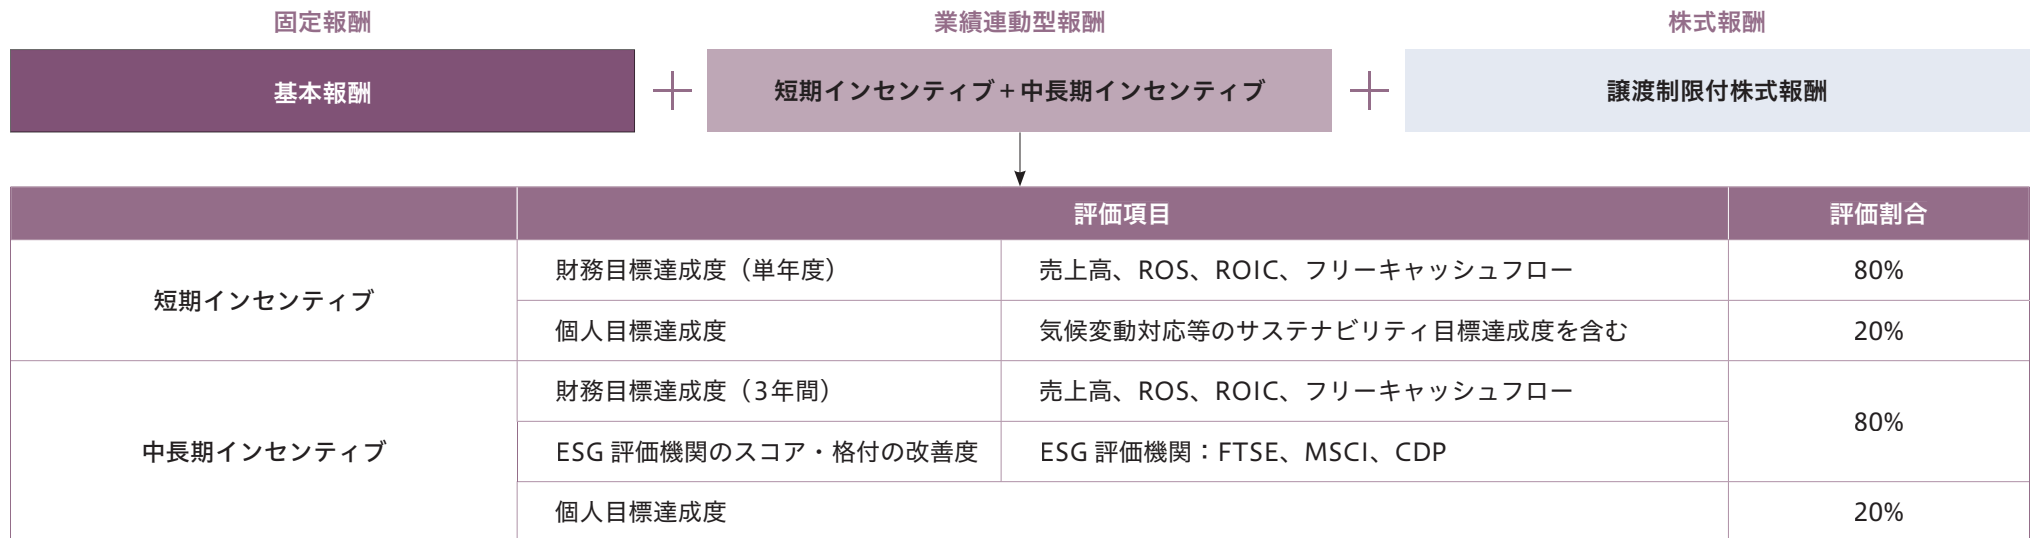 固定報酬
業績連動型報酬
株式報酬
基本報酬
+
短期インセンティブ+中長期インセンティブ
+
譲渡制限付株式報酬
評価項目
評価割合
短期インセンティブ
財務目標達成度（単年度）
売上高、ROS、ROIC、フリーキャッシュフロー
80%
個人目標達成度
気候変動対応等のサステナビリティ目標達成度を含む
20%
中長期インセンティブ
財務目標達成度（3年間）
売上高、ROS、ROIC、フリーキャッシュフロー
80%
ESG 評価機関のスコア・格付の改善度
ESG 評価機関：FTSE、MSCI、CDP
個人目標達成度
20%